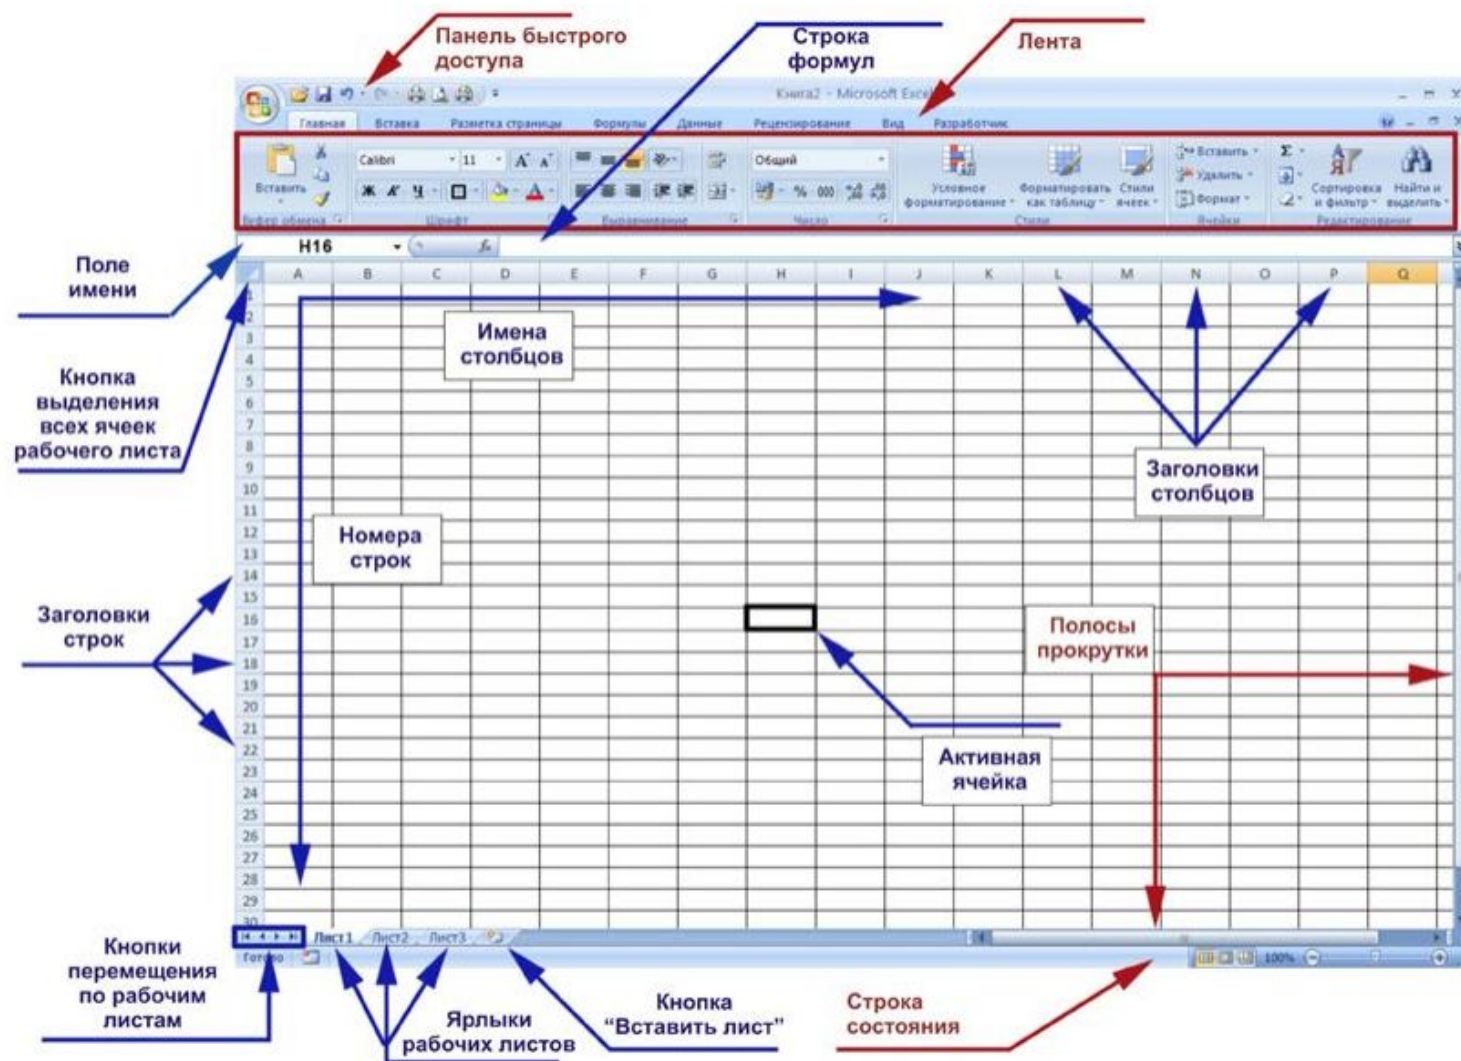 Панель быстрого
доступа
Строка
формул
Лента
Книга2 - Microsoft Excel
Главная Вставка Разметка страницы Формулы Данные Рецензирование Вид Разработчик
Calibri 11 Общий
Вставить
Ж К Ч % 000
Условное
форматирование
Форматировать
как таблицу
Стили
ячеек
Вставить
Удалить
Формат
Сортировка
и фильтр
Найти и
выделить
Буфер обмена Шрифт Выравнивание Число Стили Ячейки Редактирование
H16 fx
Поле
имени
A B C D E F G H I J K L M N O P Q
1
2
3
4
5
6
7
8
9
10
11
12
13
14
15
16
17
18
19
20
21
22
23
24
25
26
27
28
29
30
Имена
столбцов
Кнопка
выделения
всех ячеек
рабочего листа
Заголовки
столбцов
Номера
строк
Заголовки
строк
Полосы
прокрутки
Активная
ячейка
Лист1 Лист2 Лист3
Готово 100%
Кнопки
перемещения
по рабочим
листам
Ярлыки
рабочих листов
Кнопка
“Вставить лист”
Строка
состояния